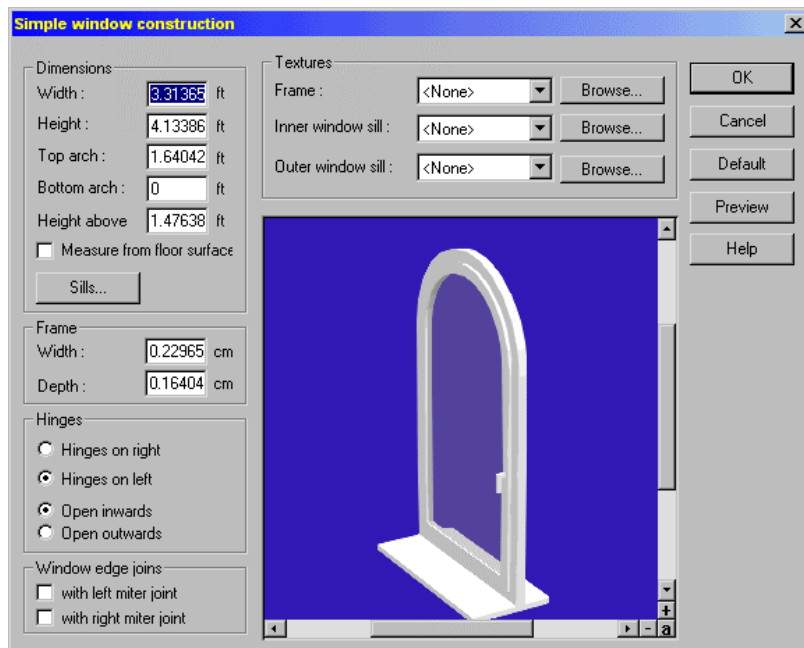 Simple window construction
Dimensions
Width : 3.31365 ft
Height : 4.13386 ft
Top arch : 1.64042 ft
Bottom arch : 0 ft
Height above 1.47638 ft
Measure from floor surface
Sills...
Frame
Width : 0.22965 cm
Depth : 0.16404 cm
Hinges
Hinges on right
Hinges on left
Open inwards
Open outwards
Window edge joins
with left miter joint
with right miter joint
Textures
Frame : <None> Browse...
Inner window sill : <None> Browse...
Outer window sill : <None> Browse...
+
- a
OK
Cancel
Default
Preview
Help